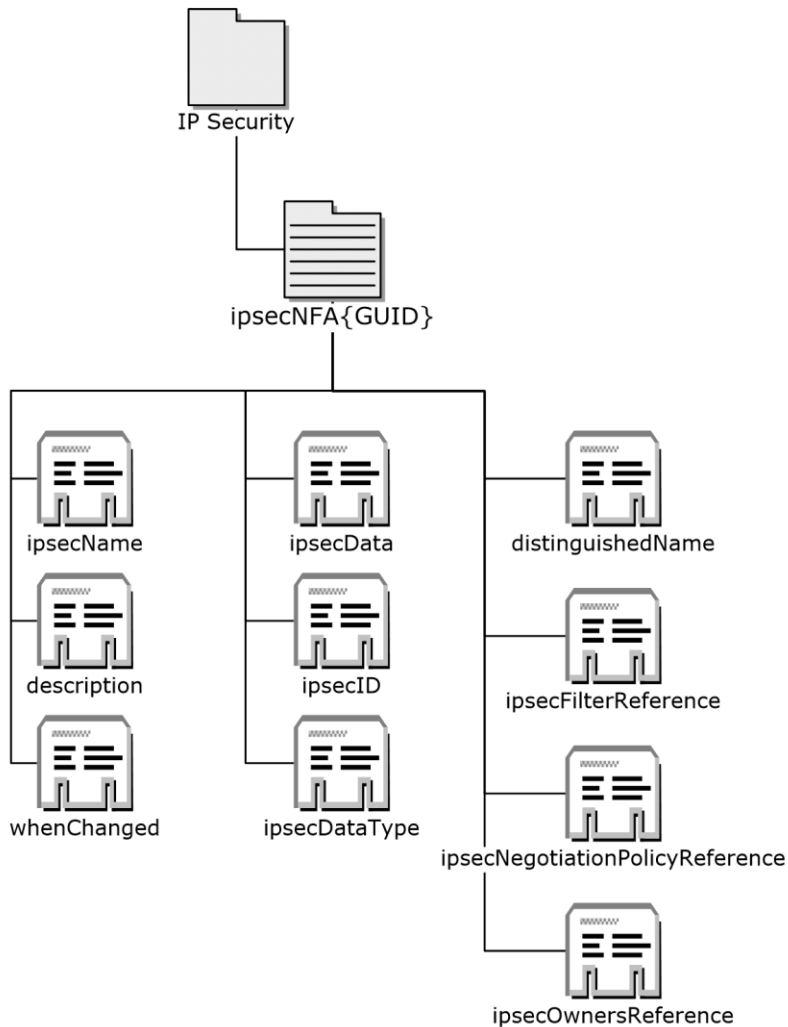 IP Security
ipsecNFA{GUID}
ipsecName
ipsecData
distinguishedName
description
ipsecID
ipsecFilterReference
whenChanged
ipsecDataType
ipsecNegotiationPolicyReference
ipsecOwnersReference